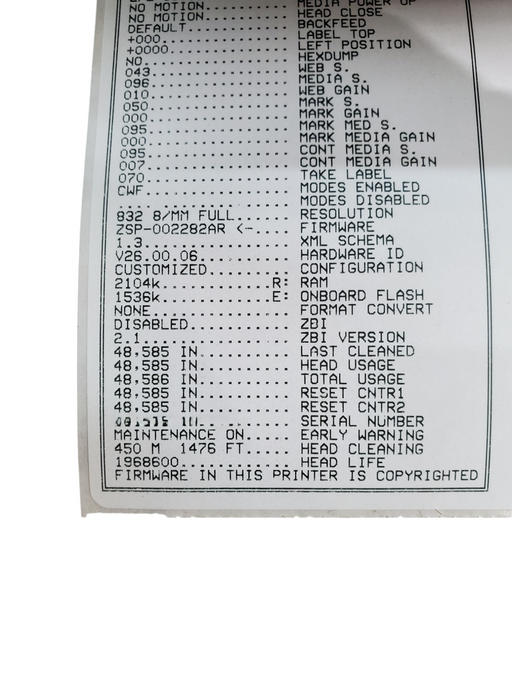 NO MOTION............ MEDIA POWER UP
NO MOTION............ HEAD CLOSE
DEFAULT.............. BACKFEED
+000................. LABEL TOP
+0000................ LEFT POSITION
NO................... HEXDUMP
043.................. WEB S.
096.................. MEDIA S.
010.................. WEB GAIN
050.................. MARK S.
000.................. MARK GAIN
095.................. MARK MED S.
000.................. MARK MEDIA GAIN
095.................. CONT MEDIA S.
007.................. CONT MEDIA GAIN
070.................. TAKE LABEL
CWF.................. MODES ENABLED
..................... MODES DISABLED
832 8/MM FULL........ RESOLUTION
ZSP-002282AR <-...... FIRMWARE
1.3.................. XML SCHEMA
V26.00.06............ HARDWARE ID
CUSTOMIZED........... CONFIGURATION
2104k..............R: RAM
1536k..............E: ONBOARD FLASH
NONE................. FORMAT CONVERT
DISABLED............. ZBI
2.1.................. ZBI VERSION
48,585 IN............ LAST CLEANED
48,585 IN............ HEAD USAGE
48,586 IN............ TOTAL USAGE
48,585 IN............ RESET CNTR1
48,585 IN............ RESET CNTR2
SERIAL NUMBER
MAINTENANCE ON....... EARLY WARNING
450 M  1476 FT....... HEAD CLEANING
1968600.............. HEAD LIFE
FIRMWARE IN THIS PRINTER IS COPYRIGHTED